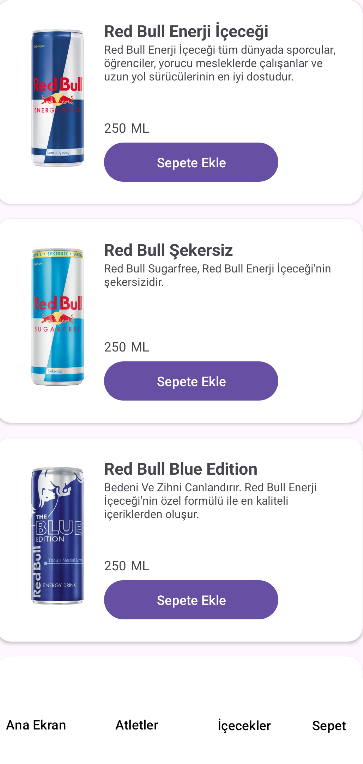 Red Bull Enerji İçeceği
Red Bull Enerji İçeceği tüm dünyada sporcular,
öğrenciler, yorucu mesleklerde çalışanlar ve
uzun yol sürücülerinin en iyi dostudur.
Red Bull
ENERGY DRINK
250 ML
Sepete Ekle
Red Bull Şekersiz
Red Bull Sugarfree, Red Bull Enerji İçeceği'nin
şekersizidir.
Red Bull
SUGARFREE
250 ML
Sepete Ekle
Red Bull Blue Edition
Bedeni Ve Zihni Canlandırır. Red Bull Enerji
İçeceği'nin özel formülü ile en kaliteli
içeriklerden oluşur.
THE
BLUE
EDITION
Red Bull
ENERGY DRINK
250 ML
Sepete Ekle
Ana Ekran
Atletler
İçecekler
Sepet